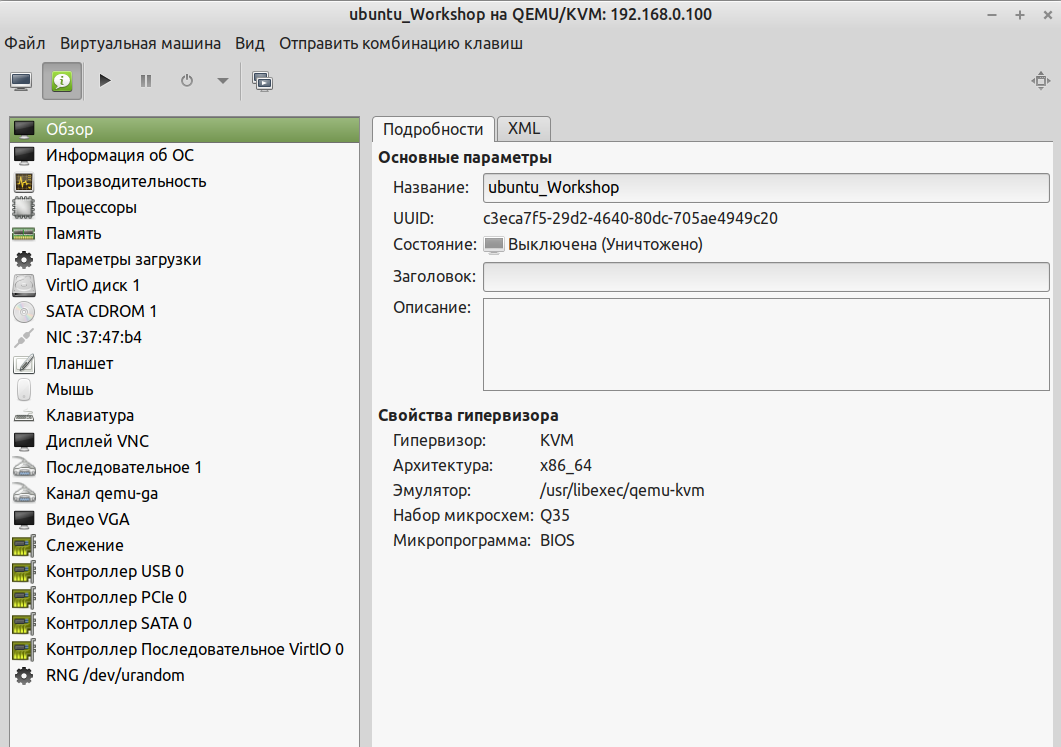 ubuntu_Workshop на QEMU/KVM: 192.168.0.100
Файл Виртуальная машина Вид Отправить комбинацию клавиш
Обзор
Информация об ОС
Производительность
Процессоры
Память
Параметры загрузки
VirtIO диск 1
SATA CDROM 1
NIC :37:47:b4
Планшет
Мышь
Клавиатура
Дисплей VNC
Последовательное 1
Канал qemu-ga
Видео VGA
Слежение
Контроллер USB 0
Контроллер PCIe 0
Контроллер SATA 0
Контроллер Последовательное VirtIO 0
RNG /dev/urandom
Подробности XML
Основные параметры
Название: ubuntu_Workshop
UUID: c3eca7f5-29d2-4640-80dc-705ae4949c20
Состояние: Выключена (Уничтожено)
Заголовок:
Описание:
Свойства гипервизора
Гипервизор: KVM
Архитектура: x86_64
Эмулятор: /usr/libexec/qemu-kvm
Набор микросхем: Q35
Микропрограмма: BIOS